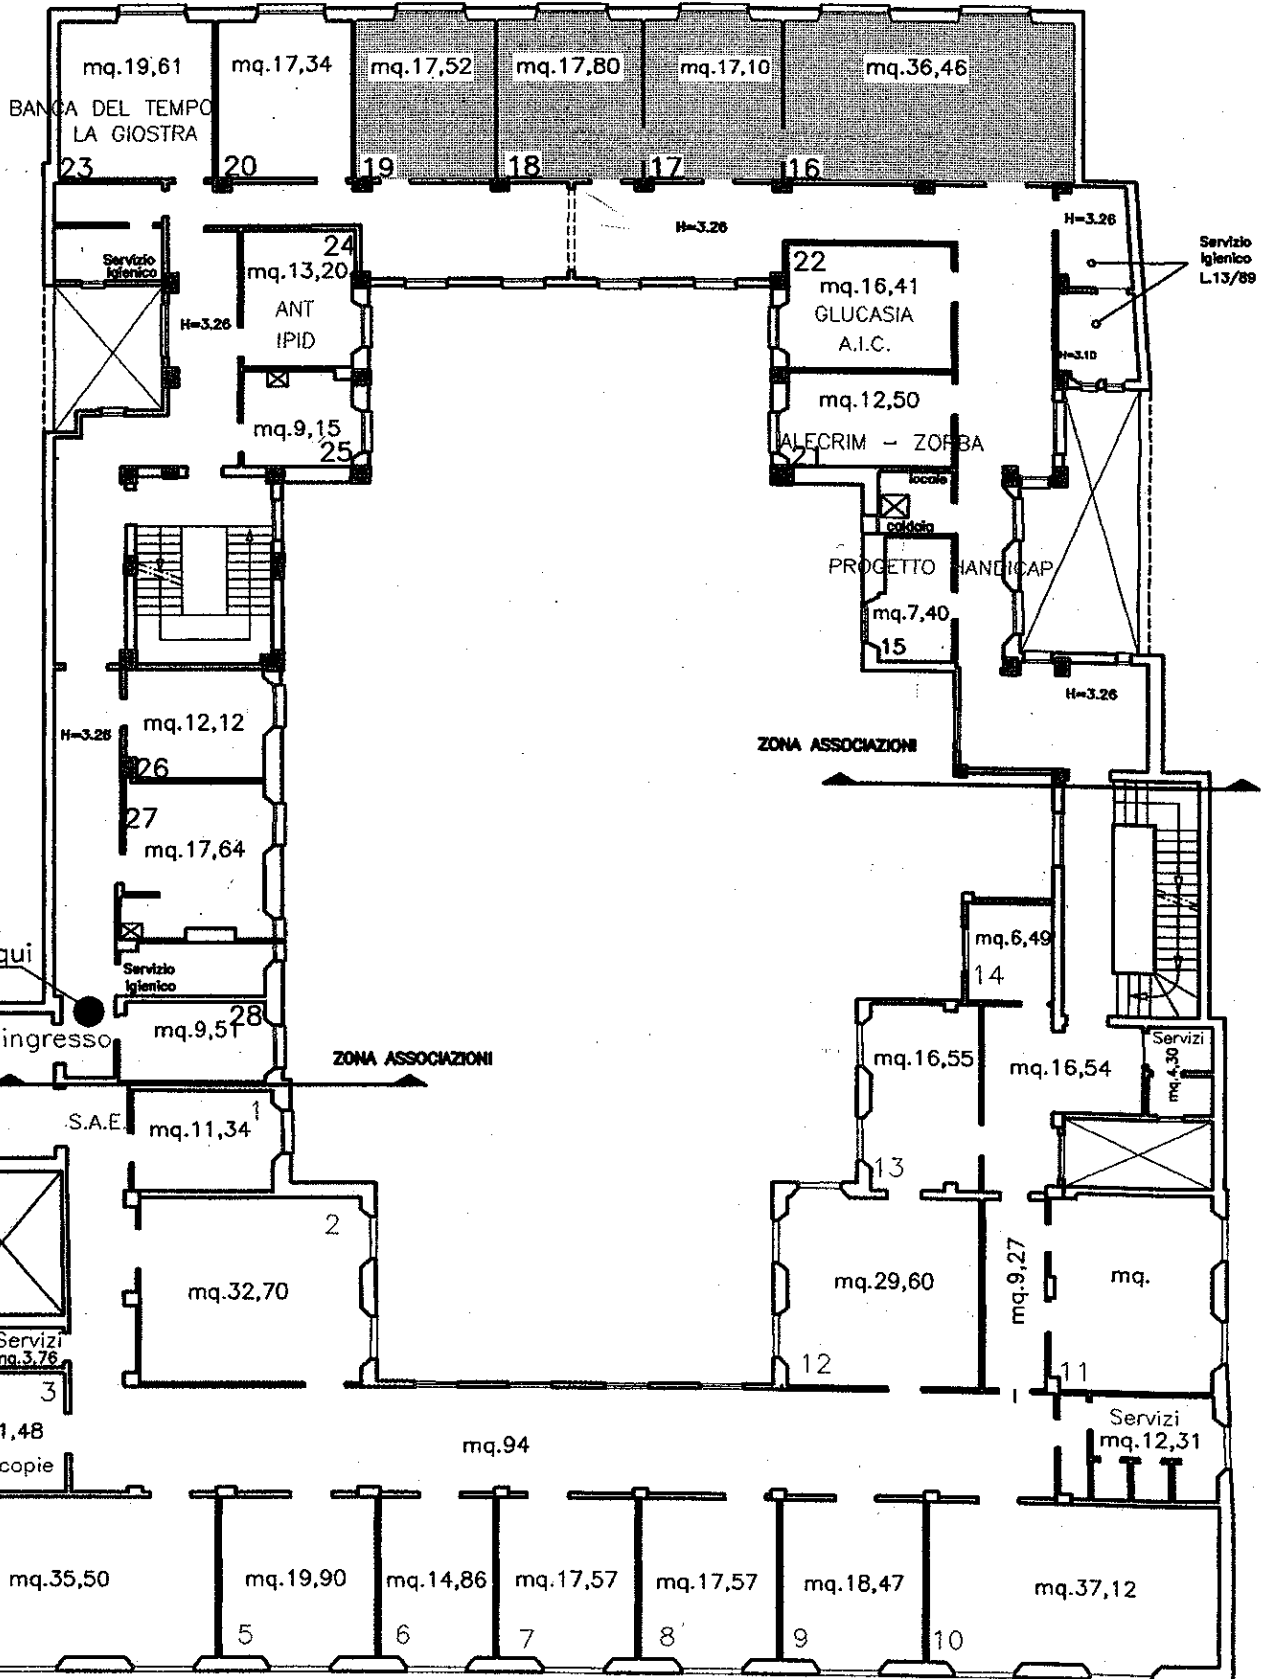 mq.19,61
mq.17,34
mq.17,52
mq.17,80
mq.17,10
mq.36,46
BANCA DEL TEMPO
LA GIOSTRA
23
20
19
18
17
16
H=3.26
H=3.26
Servizio
Igienico
L.13/89
Servizio
Igienico
24
mq.13,20
ANT
IPID
H=3.26
22
mq.16,41
GLUCASIA
A.I.C.
H=3.10
mq.12,50
ALECRIM - ZORBA
21
mq.9,15
25
locale
caldaia
PROGETTO HANDICAP
mq.7,40
15
H=3.26
mq.12,12
H=3.26
26
ZONA ASSOCIAZIONI
27
mq.17,64
mq.6,49
14
qui
Servizio
Igienico
28
mq.9,51
ingresso
ZONA ASSOCIAZIONI
mq.16,55
mq.16,54
Servizi
mq.4,30
S.A.E.
1
mq.11,34
13
2
mq.32,70
mq.29,60
mq.9,27
mq.
12
11
Servizi
mq.3,76
3
1,48
copie
mq.94
Servizi
mq.12,31
mq.35,50
mq.19,90
mq.14,86
mq.17,57
mq.17,57
mq.18,47
mq.37,12
5
6
7
8
9
10